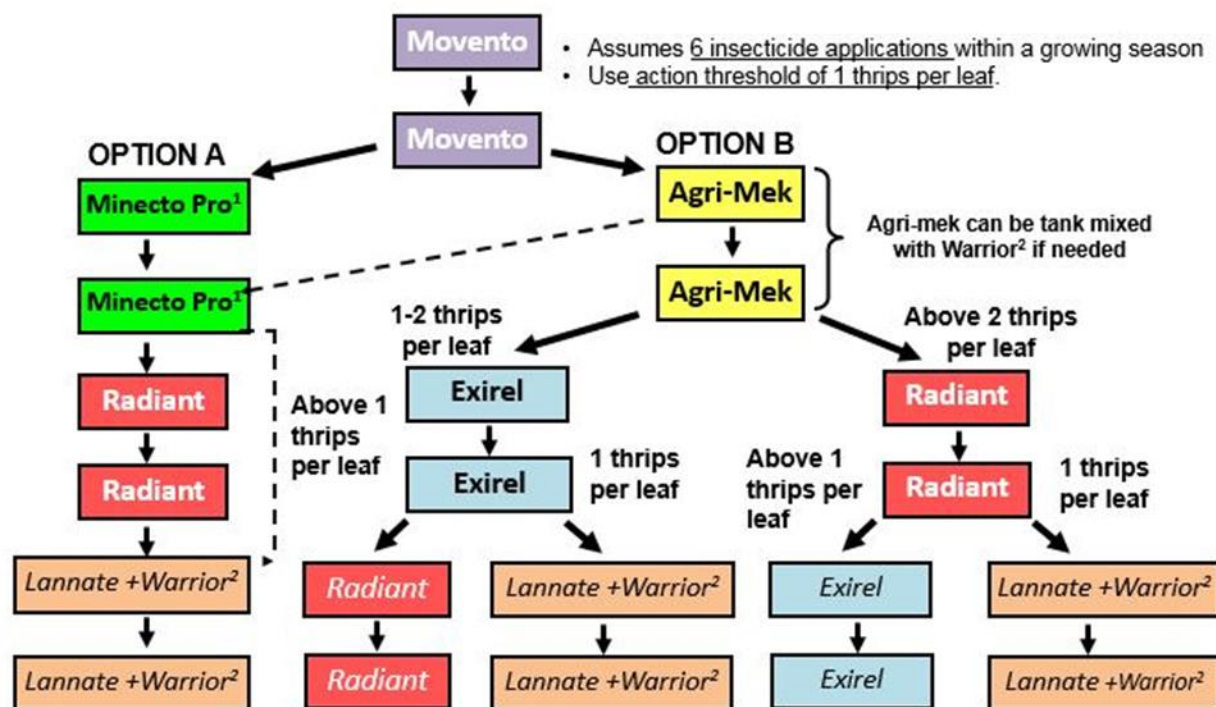 Movento
• Assumes 6 insecticide applications within a growing season
• Use action threshold of 1 thrips per leaf.
Movento
OPTION A
OPTION B
Minecto Pro¹
Agri-Mek
Agri-mek can be tank mixed
with Warrior² if needed
Minecto Pro¹
Agri-Mek
1-2 thrips
per leaf
Above 2 thrips
per leaf
Radiant
Above 1
thrips
per leaf
Exirel
Radiant
Radiant
Exirel
1 thrips
per leaf
Above 1
thrips per
leaf
Radiant
1 thrips
per leaf
Lannate +Warrior²
Radiant
Lannate +Warrior²
Exirel
Lannate +Warrior²
Lannate +Warrior²
Radiant
Lannate +Warrior²
Exirel
Lannate +Warrior²